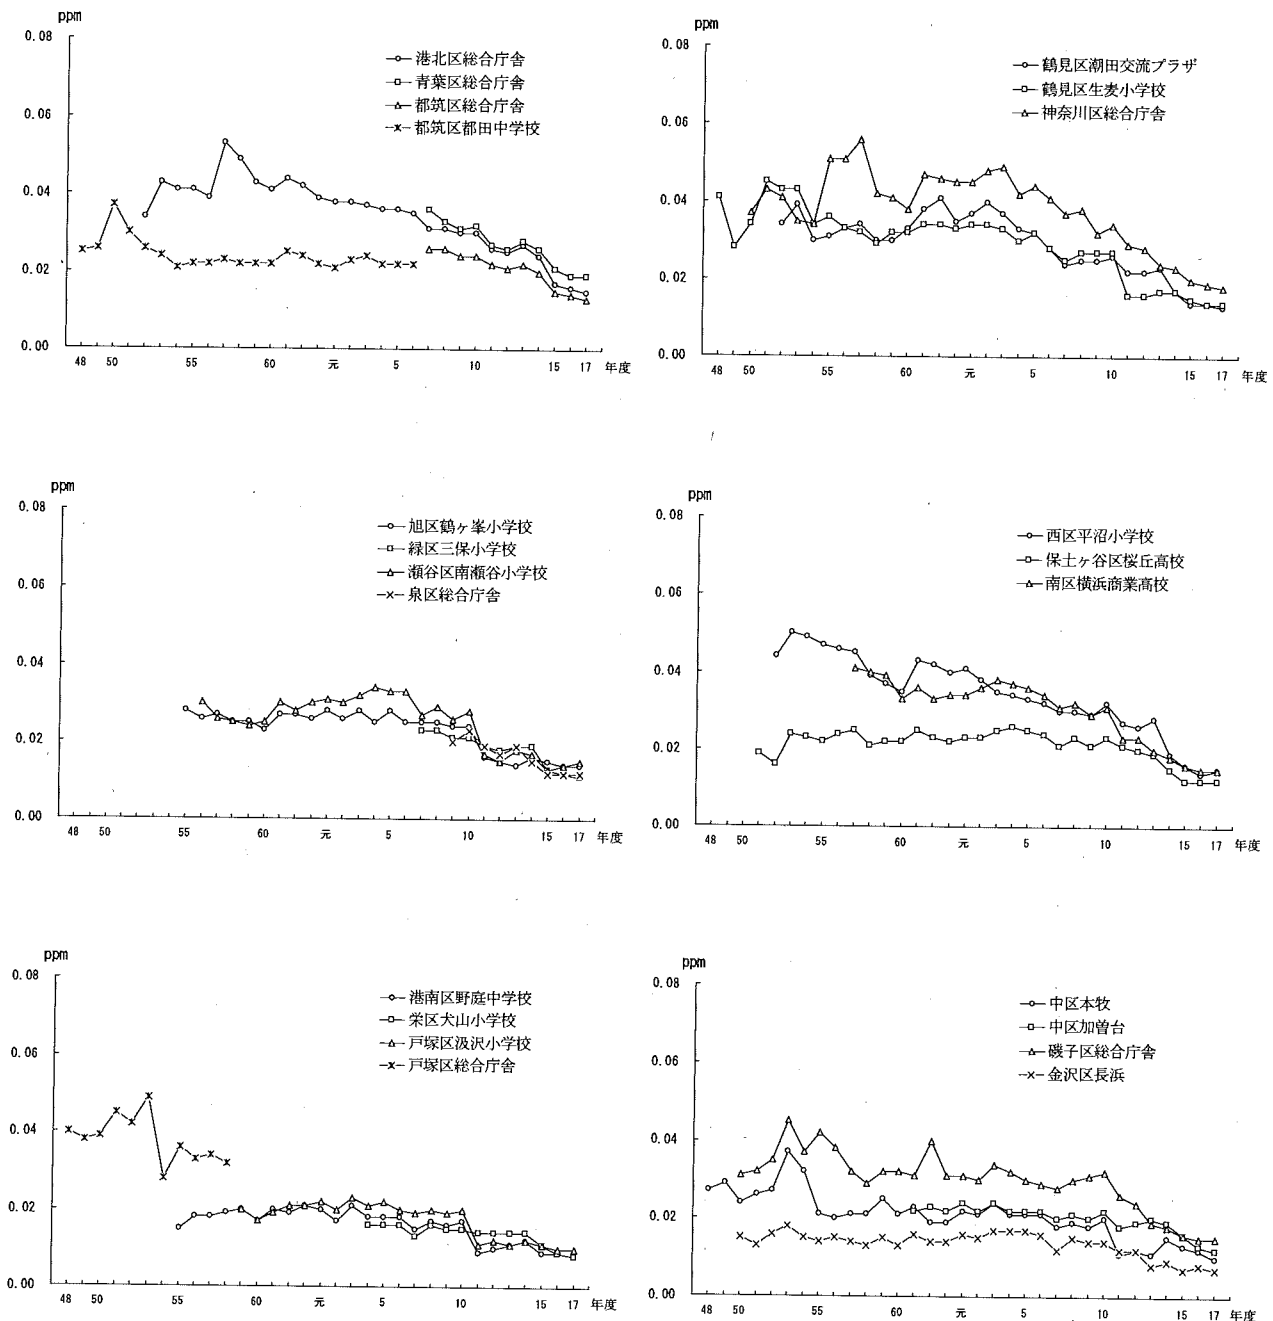 ppm
0.08
0.06
0.04
0.02
0.00
48 50 55 60 元 5 10 15 17 年度
港北区総合庁舎
青葉区総合庁舎
都筑区総合庁舎
都筑区都田中学校
ppm
0.08
0.06
0.04
0.02
0.00
48 50 55 60 元 5 10 15 17 年度
鶴見区潮田交流プラザ
鶴見区生麦小学校
神奈川区総合庁舎
ppm
0.08
0.06
0.04
0.02
0.00
48 50 55 60 元 5 10 15 17 年度
旭区鶴ヶ峯小学校
緑区三保小学校
瀬谷区南瀬谷小学校
泉区総合庁舎
ppm
0.08
0.06
0.04
0.02
0.00
48 50 55 60 元 5 10 15 17 年度
西区平沼小学校
保土ヶ谷区桜丘高校
南区横浜商業高校
ppm
0.08
0.06
0.04
0.02
0.00
48 50 55 60 元 5 10 15 17 年度
港南区野庭中学校
栄区犬山小学校
戸塚区汲沢小学校
戸塚区総合庁舎
ppm
0.08
0.06
0.04
0.02
0.00
48 50 55 60 元 5 10 15 17 年度
中区本牧
中区加曽台
磯子区総合庁舎
金沢区長浜